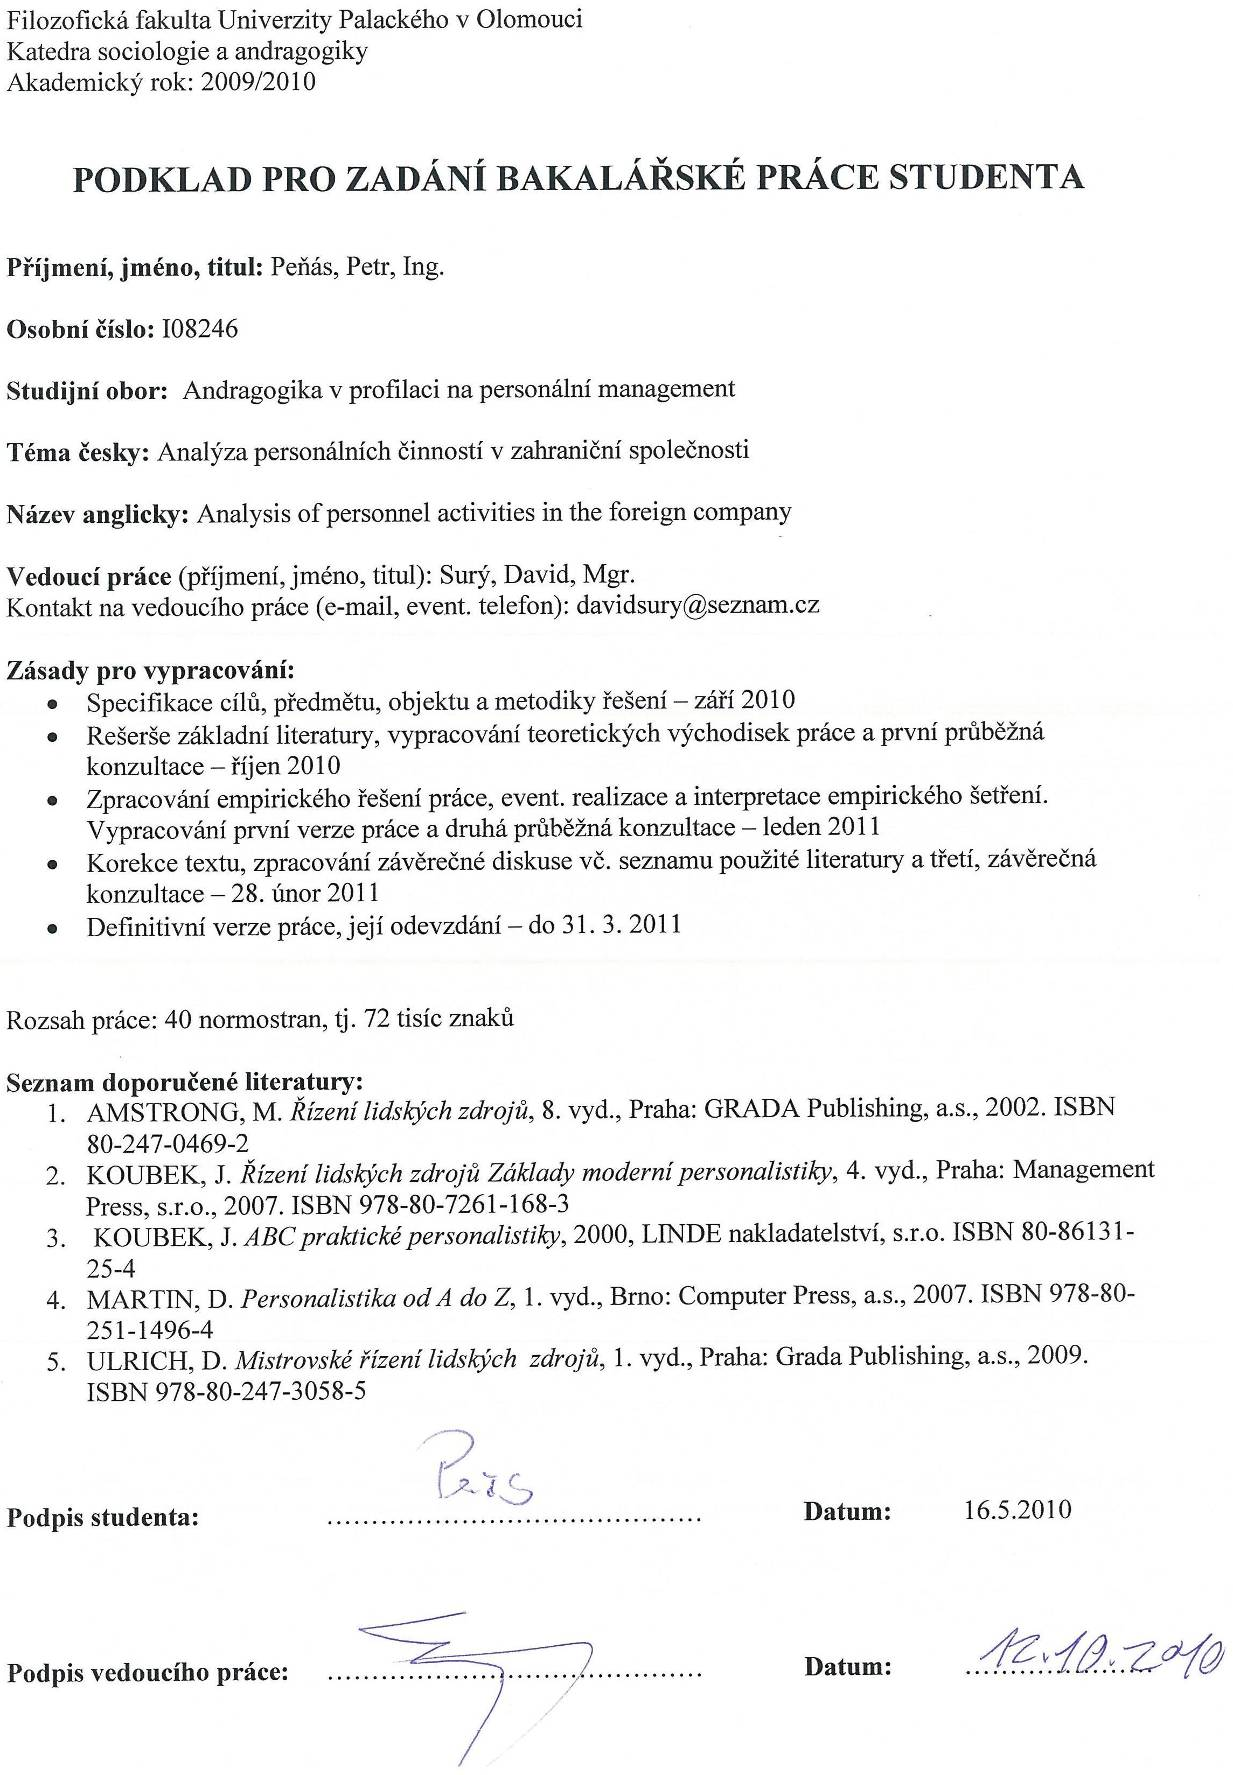 Filozofická fakulta Univerzity Palackého v Olomouci
Katedra sociologie a andragogiky
Akademický rok: 2009/2010
PODKLAD PRO ZADÁNÍ BAKALÁŘSKÉ PRÁCE STUDENTA
Příjmení, jméno, titul: Peňás, Petr, Ing.
Osobní číslo: I08246
Studijní obor: Andragogika v profilaci na personální management
Téma česky: Analýza personálních činností v zahraniční společnosti
Název anglicky: Analysis of personnel activities in the foreign company
Vedoucí práce (příjmení, jméno, titul): Surý, David, Mgr.
Kontakt na vedoucího práce (e-mail, event. telefon): davidsury@seznam.cz
Zásady pro vypracování:
• Specifikace cílů, předmětu, objektu a metodiky řešení – září 2010
• Rešerše základní literatury, vypracování teoretických východisek práce a první průběžná
konzultace – říjen 2010
• Zpracování empirického řešení práce, event. realizace a interpretace empirického šetření.
Vypracování první verze práce a druhá průběžná konzultace – leden 2011
• Korekce textu, zpracování závěrečné diskuse vč. seznamu použité literatury a třetí, závěrečná
konzultace – 28. únor 2011
• Definitivní verze práce, její odevzdání – do 31. 3. 2011
Rozsah práce: 40 normostran, tj. 72 tisíc znaků
Seznam doporučené literatury:
1. AMSTRONG, M. Řízení lidských zdrojů, 8. vyd., Praha: GRADA Publishing, a.s., 2002. ISBN
80-247-0469-2
2. KOUBEK, J. Řízení lidských zdrojů Základy moderní personalistiky, 4. vyd., Praha: Management
Press, s.r.o., 2007. ISBN 978-80-7261-168-3
3. KOUBEK, J. ABC praktické personalistiky, 2000, LINDE nakladatelství, s.r.o. ISBN 80-86131-
25-4
4. MARTIN, D. Personalistika od A do Z, 1. vyd., Brno: Computer Press, a.s., 2007. ISBN 978-80-
251-1496-4
5. ULRICH, D. Mistrovské řízení lidských zdrojů, 1. vyd., Praha: Grada Publishing, a.s., 2009.
ISBN 978-80-247-3058-5
Podpis studenta: .......................................... Datum: 16.5.2010
Podpis vedoucího práce: .......................................... Datum: 12.10.2010